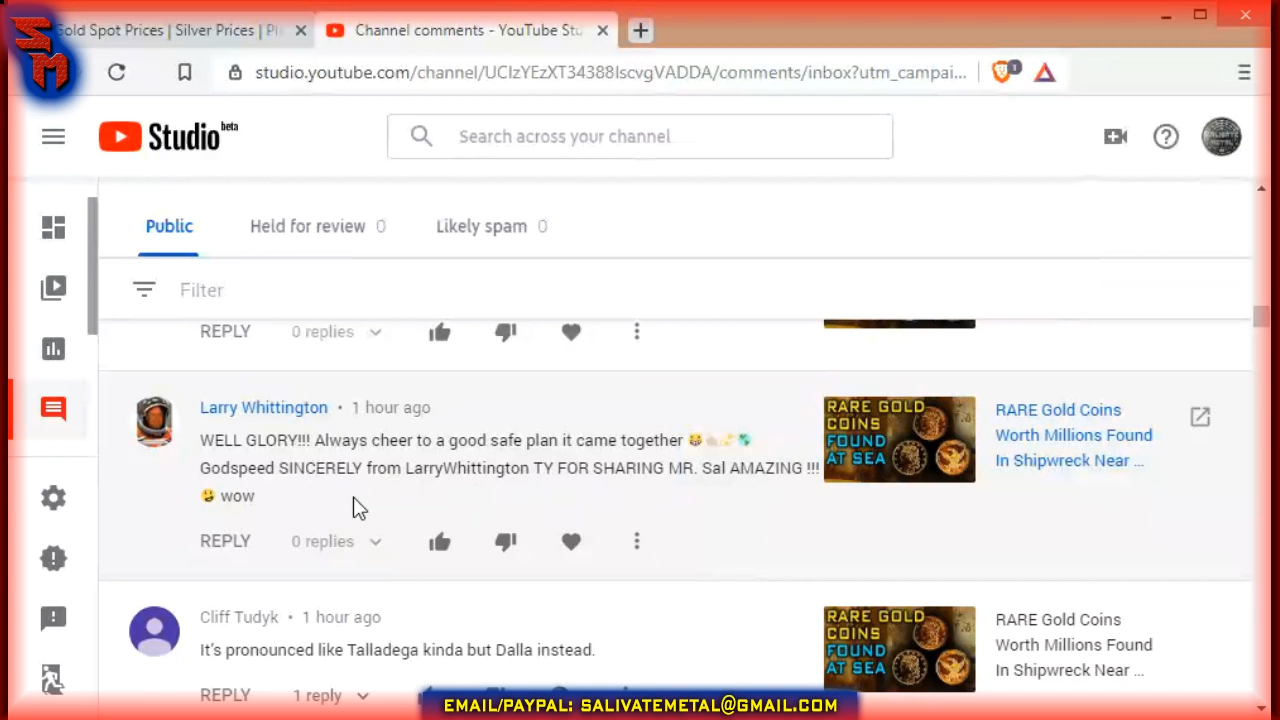 SM
Gold Spot Prices | Silver Prices | Pl
Channel comments - YouTube Stu
studio.youtube.com/channel/UCIzYEzXT34388IscvgVADDA/comments/inbox?utm_campai...
1
Studio beta
Search across your channel
SALIVATE METAL
Public
Held for review 0
Likely spam 0
Filter
REPLY 0 replies
Larry Whittington • 1 hour ago
WELL GLORY!!! Always cheer to a good safe plan it came together
Godspeed SINCERELY from LarryWhittington TY FOR SHARING MR. Sal AMAZING !!!
wow
RARE GOLD
COINS
FOUND
AT SEA
RARE Gold Coins
Worth Millions Found
In Shipwreck Near ...
REPLY 0 replies
Cliff Tudyk • 1 hour ago
It's pronounced like Talladega kinda but Dalla instead.
RARE GOLD
COINS
FOUND
AT SEA
RARE Gold Coins
Worth Millions Found
In Shipwreck Near ...
REPLY 1 reply
EMAIL/PAYPAL: SALIVATEMETAL@GMAIL.COM